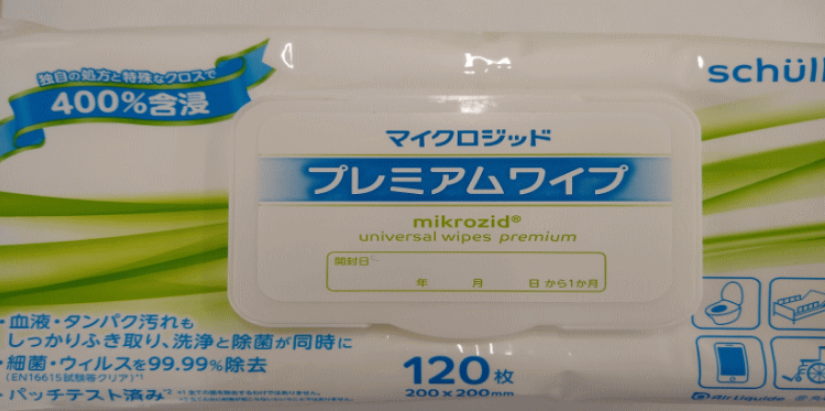 独自の処方と特殊なクロスで
400%含浸
schül
マイクロジッド
プレミアムワイプ
mikrozid®
universal wipes premium
開封日
年 月 日 から1か月
・血液・タンパク汚れも
しっかりふき取り、洗浄と除菌が同時に
・細菌・ウィルスを99.99%除去
(EN16615試験等クリア)*1
・パッチテスト済み*2
120枚
200×200mm
air Liquide